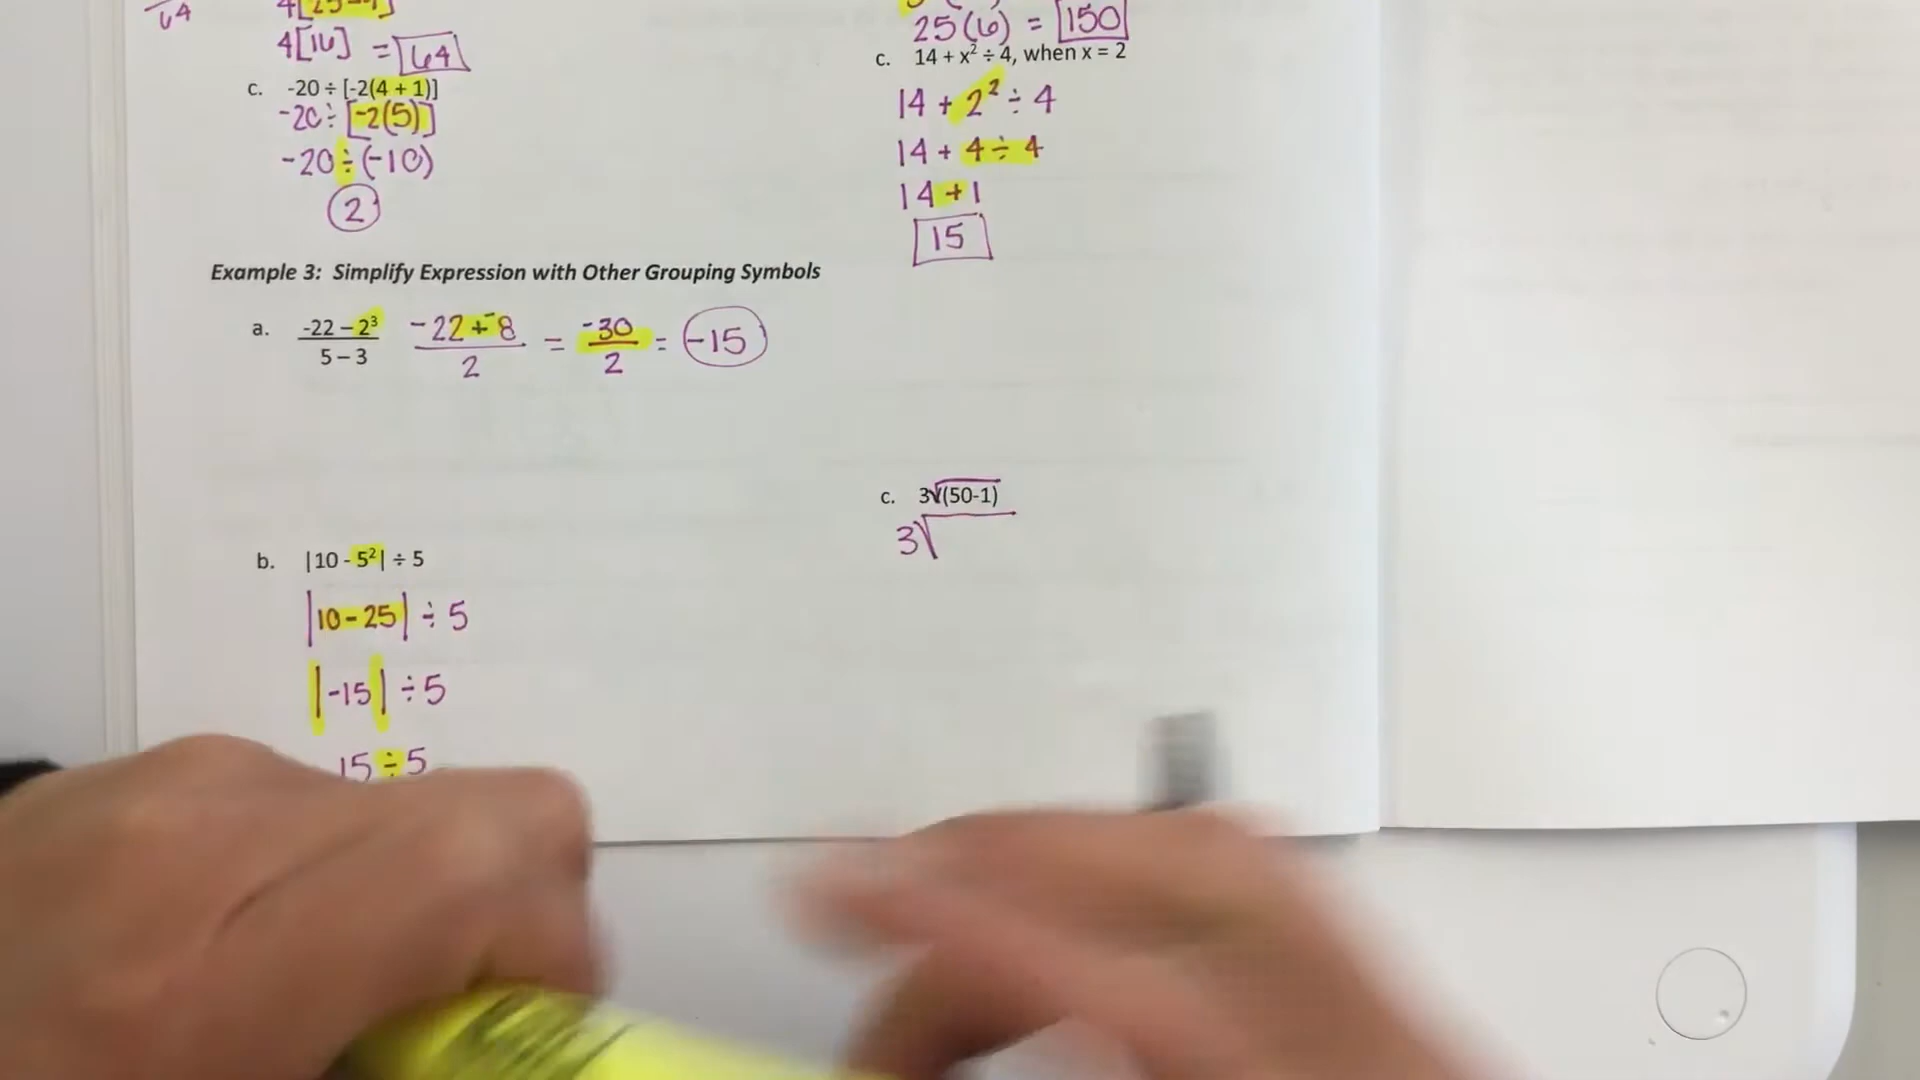 64
4[16] = 64
c. -20 ÷ [-2(4 + 1)]
-20 ÷ [-2(5)]
-20 ÷ (-10)
2
25(6) = 150
c. 14 + x² ÷ 4, when x = 2
14 + 2² ÷ 4
14 + 4 ÷ 4
14 + 1
15
Example 3: Simplify Expression with Other Grouping Symbols
a. -22 – 2³ / 5 – 3 -22 + -8 / 2 = -30 / 2 = -15
b. |10 - 5²| ÷ 5
|10 - 25| ÷ 5
|-15| ÷ 5
15 ÷ 5
c. 3√(50-1)
3√